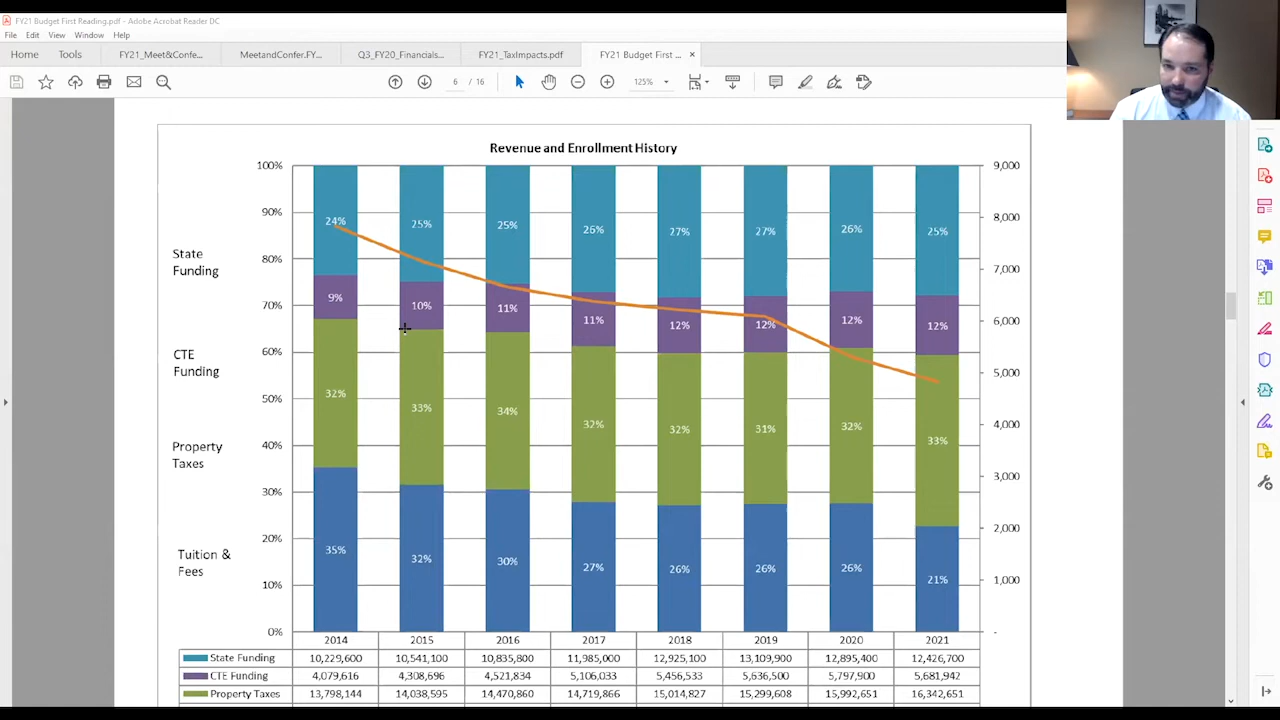 FY21 Budget First Reading.pdf - Adobe Acrobat Reader DC
File Edit View Window Help
Home Tools FY21_Meet&Confe... MeetandConfer.FY... Q3_FY20_Financials... FY21_TaxImpacts.pdf FY21 Budget First ... ×
6 / 16 125%
Revenue and Enrollment History
100% 9,000
90% 24% 25% 25% 26% 27% 27% 26% 25% 8,000
State
Funding
80% 7,000
70% 9% 10% 11% 11% 12% 12% 12% 12% 6,000
CTE
Funding
60% 5,000
50% 32% 33% 34% 32% 32% 31% 32% 33% 4,000
Property
Taxes
40% 3,000
30% 2,000
Tuition &
Fees
20% 35% 32% 30% 27% 26% 26% 26% 21%
10% 1,000
0% -
2014 2015 2016 2017 2018 2019 2020 2021
State Funding 10,229,600 10,541,100 10,835,800 11,985,000 12,925,100 13,109,900 12,895,400 12,426,700
CTE Funding 4,079,616 4,308,696 4,521,834 5,106,033 5,456,533 5,636,500 5,797,900 5,681,942
Property Taxes 13,798,144 14,038,595 14,470,860 14,719,866 15,014,827 15,299,608 15,992,651 16,342,651